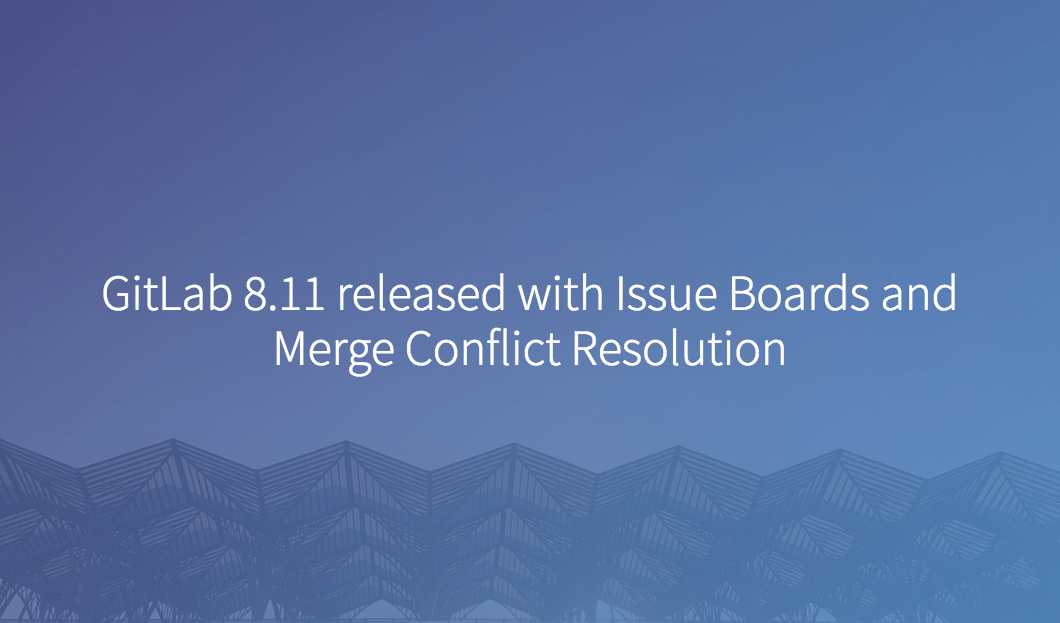 GitLab 8.11 released with Issue Boards and
Merge Conflict Resolution